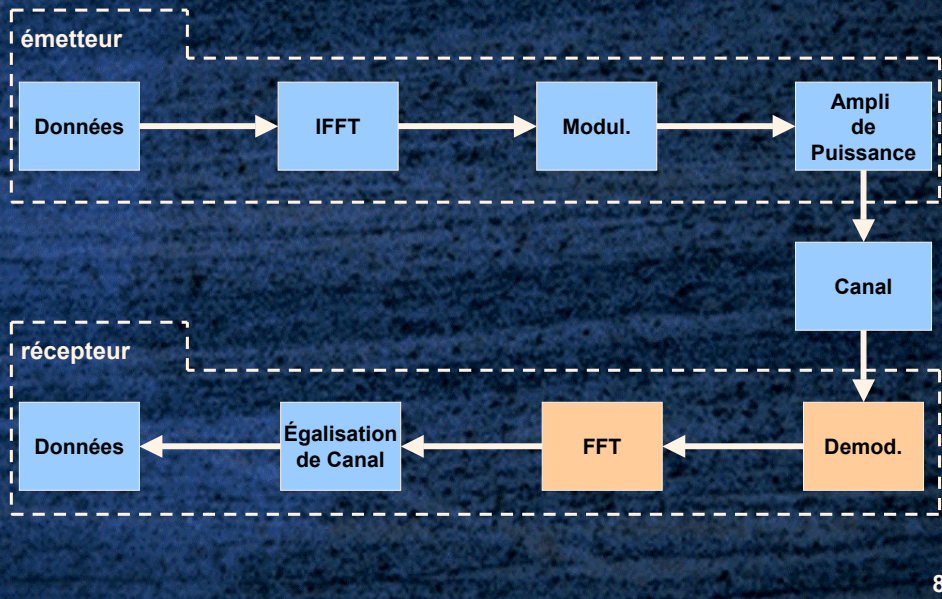 émetteur
Données
IFFT
Modul.
Ampli
de
Puissance
Canal
récepteur
Données
Égalisation
de Canal
FFT
Demod.
8